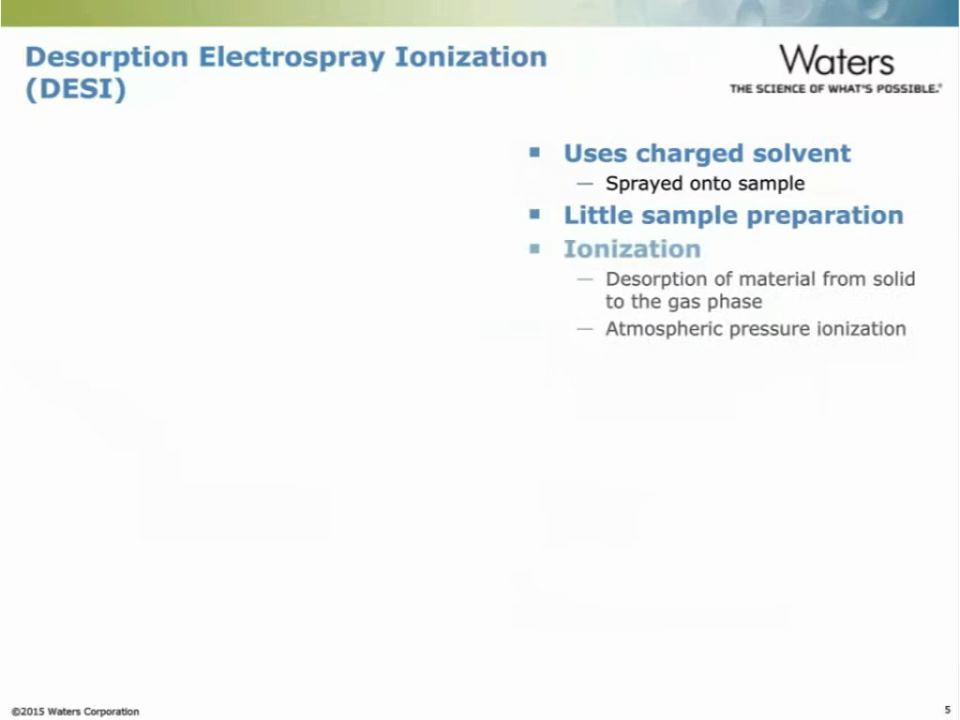 Desorption Electrospray Ionization
(DESI)
Waters
THE SCIENCE OF WHAT'S POSSIBLE.®
■ Uses charged solvent
— Sprayed onto sample
■ Little sample preparation
■ Ionization
— Desorption of material from solid
to the gas phase
— Atmospheric pressure ionization
©2015 Waters Corporation
5